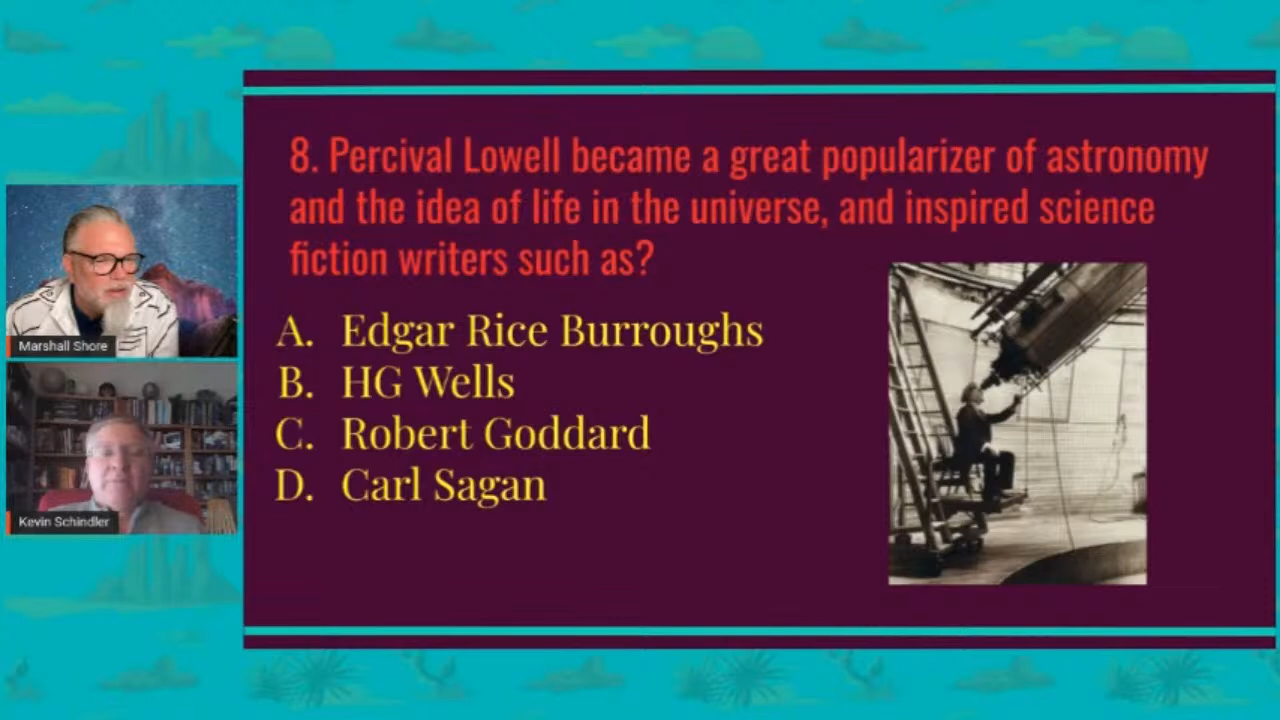 8. Percival Lowell became a great popularizer of astronomy
and the idea of life in the universe, and inspired science
fiction writers such as?
A. Edgar Rice Burroughs
B. HG Wells
C. Robert Goddard
D. Carl Sagan
Marshall Shore
Kevin Schindler